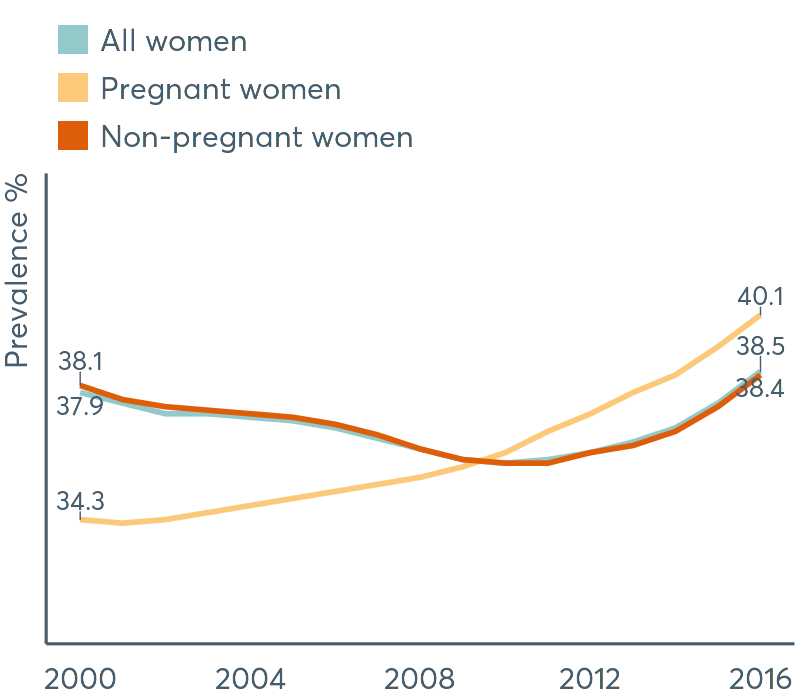 All women
Pregnant women
Non-pregnant women
Prevalence %
40.1
38.5
38.1
38.4
37.9
34.3
2000 2004 2008 2012 2016